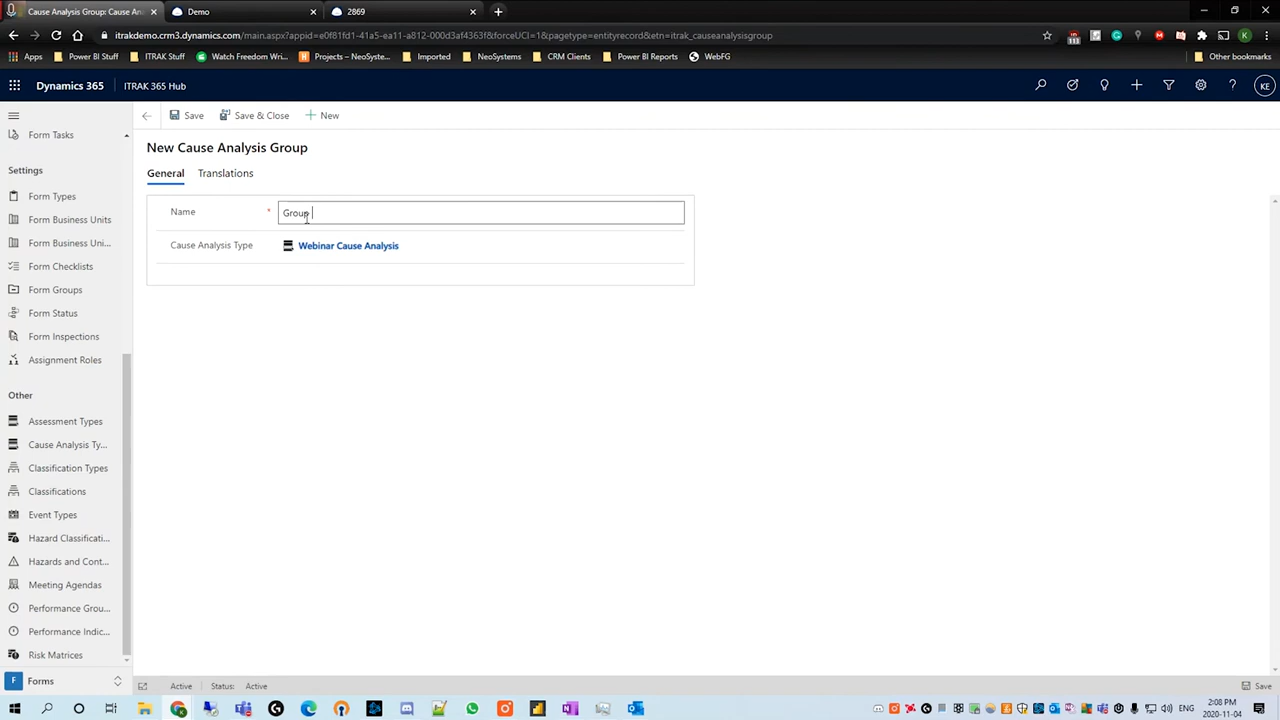 Cause Analysis Group: Cause Ana
Demo
2869
itrakdemo.crm3.dynamics.com/main.aspx?appid=e0f81fd1-41a5-ea11-a812-000d3af4363f&forceUCI=1&pagetype=entityrecord&etn=itrak_causeanalysisgroup
Apps
Power BI Stuff
ITRAK Stuff
Watch Freedom Wri...
Projects – NeoSyste...
Imported
NeoSystems
CRM Clients
Power BI Reports
WebFG
Other bookmarks
Dynamics 365
ITRAK 365 Hub
KE
Save
Save & Close
New
Form Tasks
New Cause Analysis Group
General
Translations
Settings
Form Types
Form Business Units
Form Business Uni...
Form Checklists
Form Groups
Form Status
Form Inspections
Assignment Roles
Name
*
Group
Cause Analysis Type
Webinar Cause Analysis
Other
Assessment Types
Cause Analysis Ty...
Classification Types
Classifications
Event Types
Hazard Classificati...
Hazards and Cont...
Meeting Agendas
Performance Grou...
Performance Indic...
Risk Matrices
F
Forms
Active
Status:
Active
Save
ENG
2:08 PM
2020-11-04